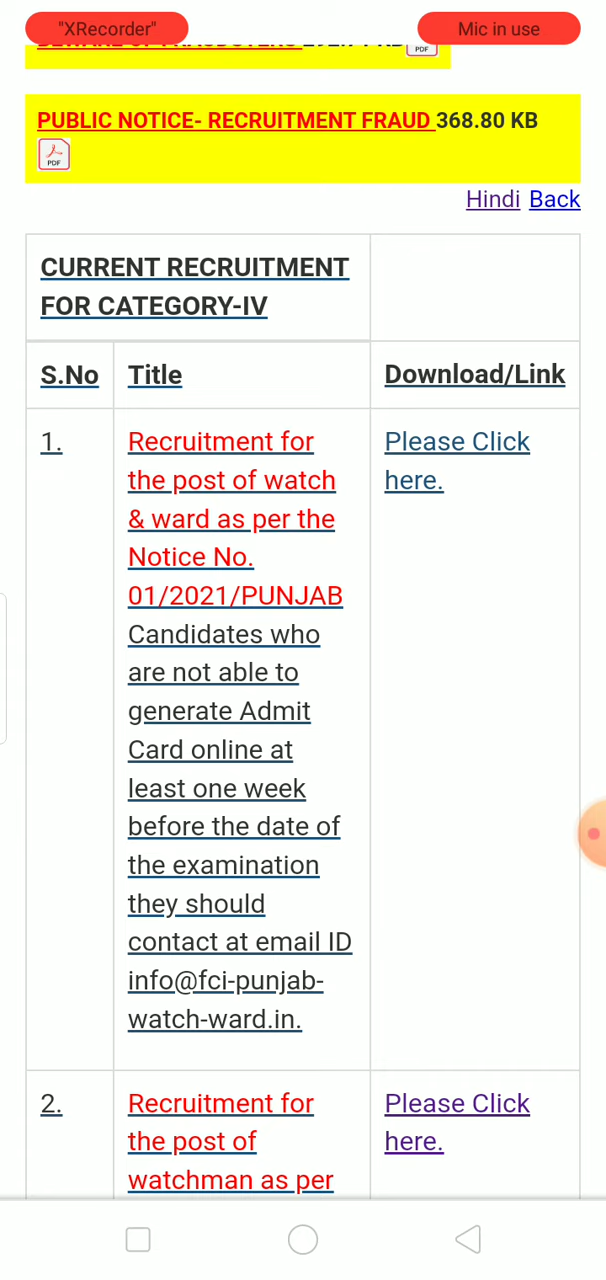 "XRecorder"
Mic in use
PUBLIC NOTICE- RECRUITMENT FRAUD 368.80 KB
PDF
PDF
Hindi Back
CURRENT RECRUITMENT
FOR CATEGORY-IV
S.No Title Download/Link
1.
Recruitment for
the post of watch
& ward as per the
Notice No.
01/2021/PUNJAB
Candidates who
are not able to
generate Admit
Card online at
least one week
before the date of
the examination
they should
contact at email ID
info@fci-punjab-
watch-ward.in.
Please Click
here.
2.
Recruitment for
the post of
watchman as per
Please Click
here.